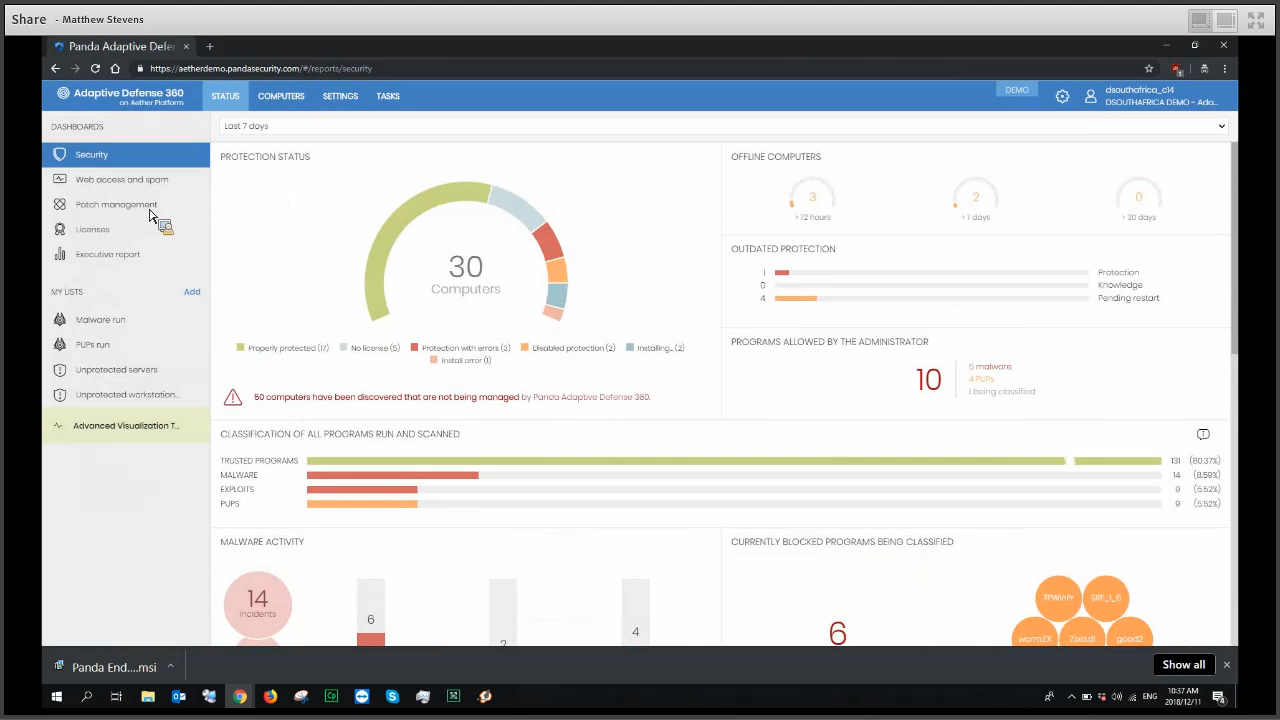 Share - Matthew Stevens
Panda Adaptive Defer
https://aetherdemo.pandasecurity.com/#/reports/security
Adaptive Defense 360
on Aether Platform
STATUS
COMPUTERS
SETTINGS
TASKS
DEMO
dsouthafrica_c14
DSOUTHAFRICA DEMO - Ada...
DASHBOARDS
Security
Web access and spam
Patch management
Licenses
Executive report
MY LISTS
Add
Malware run
PUPs run
Unprotected servers
Unprotected workstation...
Advanced Visualization T...
Last 7 days
PROTECTION STATUS
30
Computers
Properly protected (17)
No license (5)
Protection with errors (3)
Disabled protection (2)
Installing... (2)
Install error (1)
50 computers have been discovered that are not being managed by Panda Adaptive Defense 360.
OFFLINE COMPUTERS
3
2
0
>72 hours
>7 days
>30 days
OUTDATED PROTECTION
1 Protection
0 Knowledge
4 Pending restart
PROGRAMS ALLOWED BY THE ADMINISTRATOR
10
5 malware
4 PUPs
1 being classified
CLASSIFICATION OF ALL PROGRAMS RUN AND SCANNED
TRUSTED PROGRAMS 131 (80.37%)
MALWARE 14 (8.59%)
EXPLOITS 9 (5.52%)
PUPS 9 (5.52%)
MALWARE ACTIVITY
14
incidents
6
2
4
CURRENTLY BLOCKED PROGRAMS BEING CLASSIFIED
6
TPWinPr
SRF_1_6
worm.EX
7zxa.dl
good2
Panda End....msi
Show all
ENG
10:37 AM
2018/12/11
4